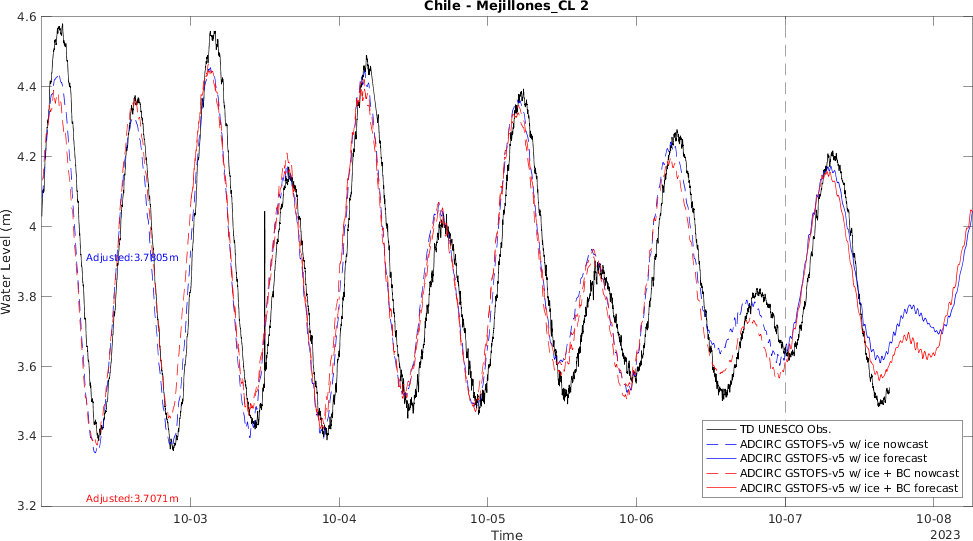 Chile - Mejillones_CL 2
Water Level (m)
4.6
4.4
4.2
4
3.8
3.6
3.4
3.2
Adjusted:3.7805m
Adjusted:3.7071m
TD UNESCO Obs.
ADCIRC GSTOFS-v5 w/ ice nowcast
ADCIRC GSTOFS-v5 w/ ice forecast
ADCIRC GSTOFS-v5 w/ ice + BC nowcast
ADCIRC GSTOFS-v5 w/ ice + BC forecast
10-03
10-04
10-05
10-06
10-07
10-08
Time
2023